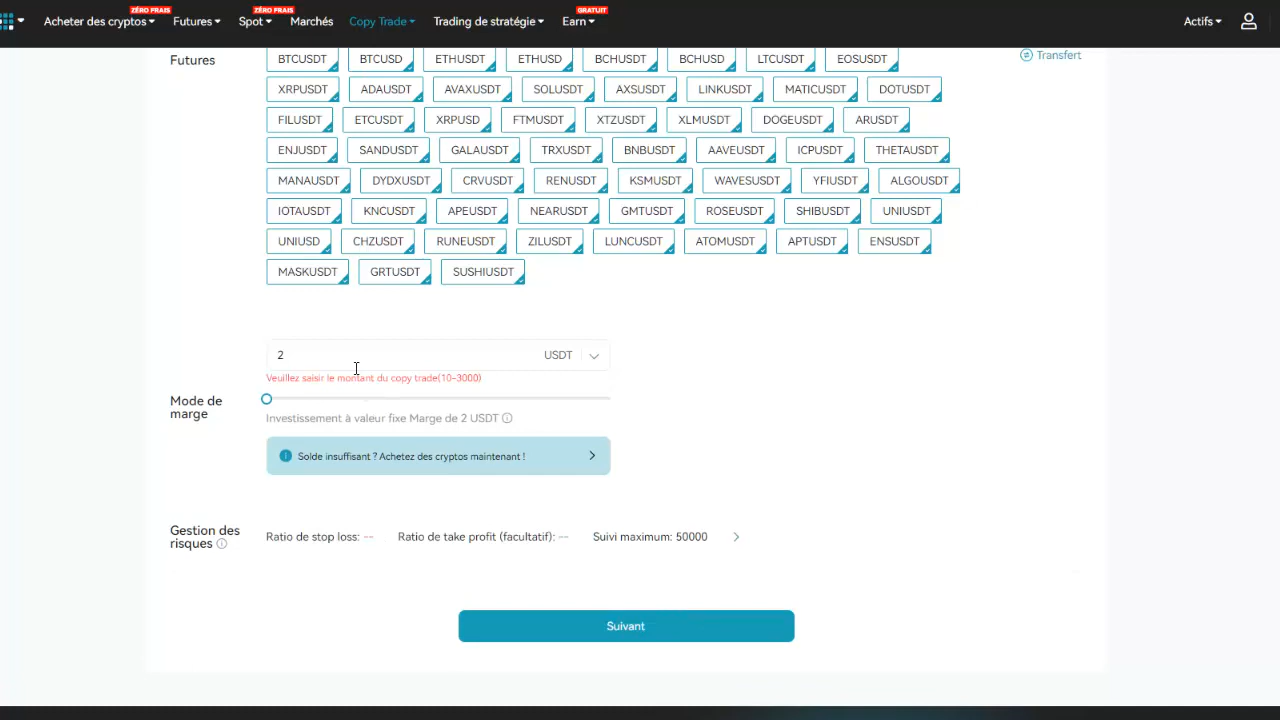 ZÉRO FRAIS ZÉRO FRAIS GRATUIT
Acheter des cryptos Futures Spot Marchés Copy Trade Trading de stratégie Earn Actifs
Futures BTCUSDT BTCUSD ETHUSDT ETHUSD BCHUSDT BCHUSD LTCUSDT EOSUSDT Transfert
XRPUSDT ADAUSDT AVAXUSDT SOLUSDT AXSUSDT LINKUSDT MATICUSDT DOTUSDT
FILUSDT ETCUSDT XRPUSD FTMUSDT XTZUSDT XLMUSDT DOGEUSDT ARUSDT
ENJUSDT SANDUSDT GALAUSDT TRXUSDT BNBUSDT AAVEUSDT ICPUSDT THETAUSDT
MANAUSDT DYDXUSDT CRVUSDT RENUSDT KSMUSDT WAVESUSDT YFIUSDT ALGOUSDT
IOTAUSDT KNCUSDT APEUSDT NEARUSDT GMTUSDT ROSEUSDT SHIBUSDT UNIUSDT
UNIUSD CHZUSDT RUNEUSDT ZILUSDT LUNCUSDT ATOMUSDT APTUSDT ENSUSDT
MASKUSDT GRTUSDT SUSHIUSDT
2 USDT
Veuillez saisir le montant du copy trade(10-3000)
Mode de
marge
Investissement à valeur fixe Marge de 2 USDT
Solde insuffisant ? Achetez des cryptos maintenant !
Gestion des
risques
Ratio de stop loss: -- Ratio de take profit (facultatif): -- Suivi maximum: 50000
Suivant